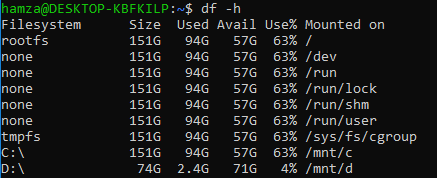 hamza@DESKTOP-KBFKILP:~$ df -h
Filesystem      Size  Used Avail Use% Mounted on
rootfs          151G   94G   57G  63% /
none            151G   94G   57G  63% /dev
none            151G   94G   57G  63% /run
none            151G   94G   57G  63% /run/lock
none            151G   94G   57G  63% /run/shm
none            151G   94G   57G  63% /run/user
tmpfs           151G   94G   57G  63% /sys/fs/cgroup
C:\             151G   94G   57G  63% /mnt/c
D:\              74G  2.4G   71G   4% /mnt/d